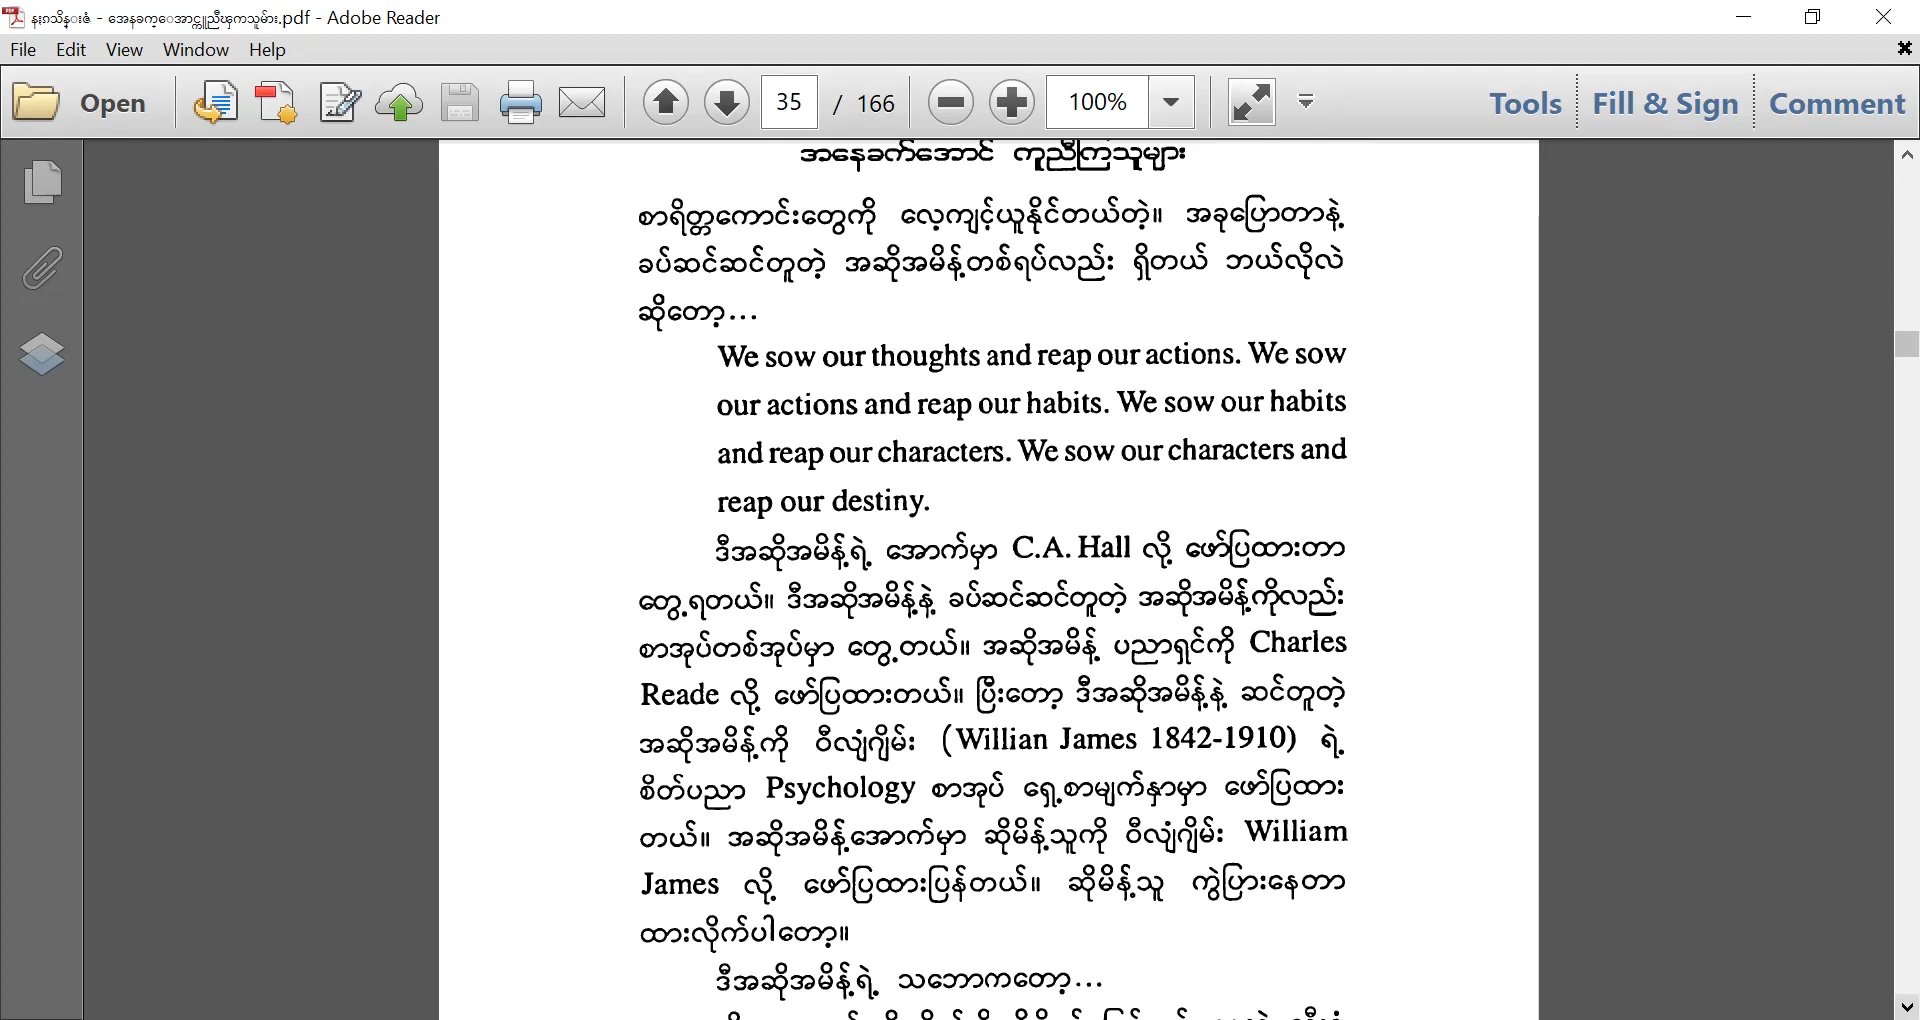 .pdf - Adobe Reader
File Edit View Window Help
Open 35 / 166 100% Tools Fill & Sign Comment
အနေခက်အောင် ကူညီကြသူများ
စာရိတ္တကောင်းတွေကို လေ့ကျင့်ယူနိုင်တယ်တဲ့။ အခုပြောတာနဲ့
ခပ်ဆင်ဆင်တူတဲ့ အဆိုအမိန့်တစ်ရပ်လည်း ရှိတယ် ဘယ်လိုလဲ
ဆိုတော့...
We sow our thoughts and reap our actions. We sow
our actions and reap our habits. We sow our habits
and reap our characters. We sow our characters and
reap our destiny.
ဒီအဆိုအမိန့်ရဲ့ အောက်မှာ C.A. Hall လို့ ဖော်ပြထားတာ
တွေ့ရတယ်။ ဒီအဆိုအမိန့်နဲ့ ခပ်ဆင်ဆင်တူတဲ့ အဆိုအမိန့်ကိုလည်း
စာအုပ်တစ်အုပ်မှာ တွေ့တယ်။ အဆိုအမိန့် ပညာရှင်ကို Charles
Reade လို့ ဖော်ပြထားတယ်။ ပြီးတော့ ဒီအဆိုအမိန့်နဲ့ ဆင်တူတဲ့
အဆိုအမိန့်ကို ဝီလျံဂျိမ်း (Willian James 1842-1910) ရဲ့
စိတ်ပညာ Psychology စာအုပ် ရှေ့စာမျက်နှာမှာ ဖော်ပြထား
တယ်။ အဆိုအမိန့်အောက်မှာ ဆိုမိန့်သူကို ဝီလျံဂျိမ်း William
James လို့ ဖော်ပြထားပြန်တယ်။ ဆိုမိန့်သူ ကွဲပြားနေတာ
ထားလိုက်ပါတော့။
ဒီအဆိုအမိန့်ရဲ့ သဘောကတော့...